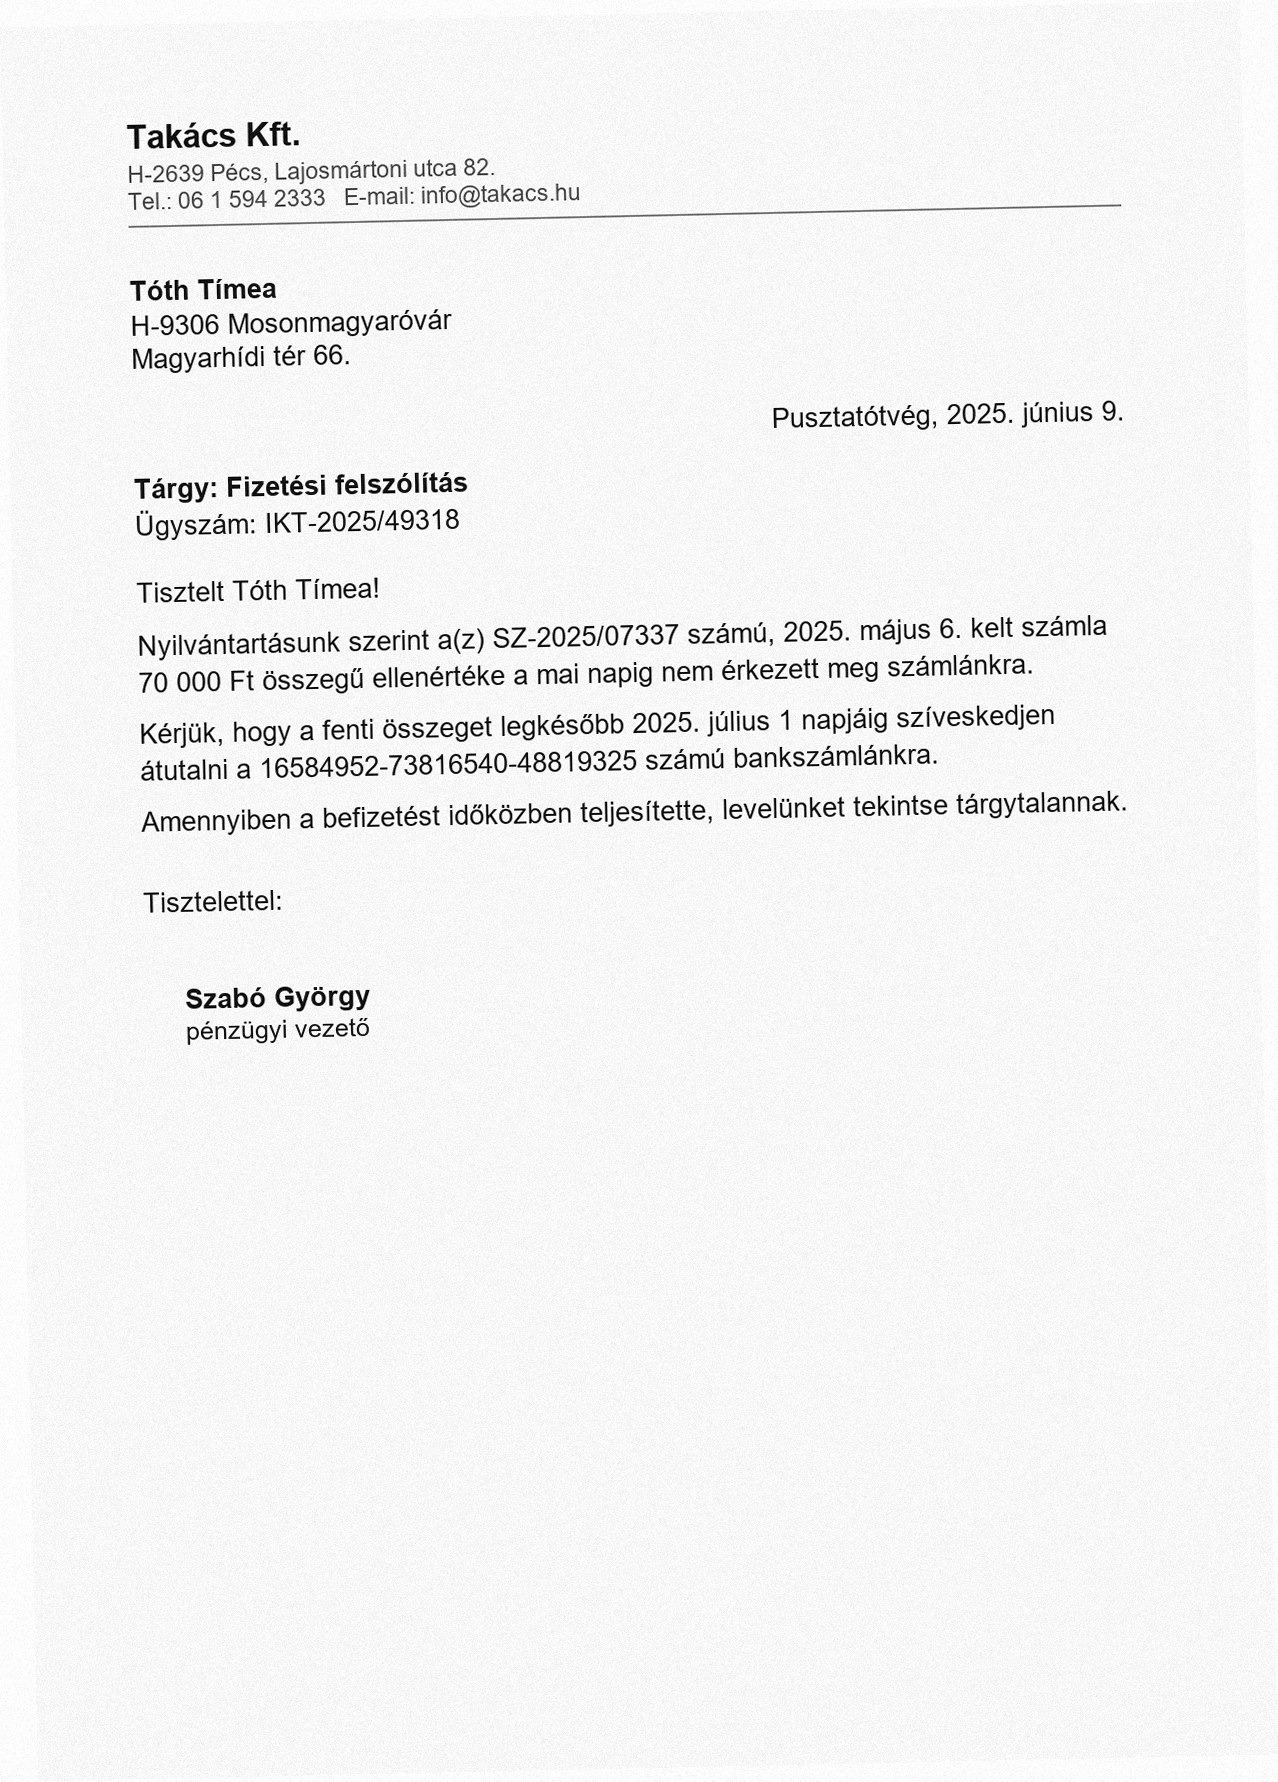 Takács Kft.
H-2639 Pécs, Lajosmártoni utca 82.
Tel.: 06 1 594 2333   E-mail: info@takacs.hu
Tóth Tímea
H-9306 Mosonmagyaróvár
Magyarhídi tér 66.
Pusztatótvég, 2025. június 9.
Tárgy: Fizetési felszólítás
Ügyszám: IKT-2025/49318
Tisztelt Tóth Tímea!
Nyilvántartásunk szerint a(z) SZ-2025/07337 számú, 2025. május 6. kelt számla
70 000 Ft összegű ellenértéke a mai napig nem érkezett meg számlánkra.
Kérjük, hogy a fenti összeget legkésőbb 2025. július 1 napjáig szíveskedjen
átutalni a 16584952-73816540-48819325 számú bankszámlánkra.
Amennyiben a befizetést időközben teljesítette, levelünket tekintse tárgytalannak.
Tisztelettel:
Szabó György
pénzügyi vezető